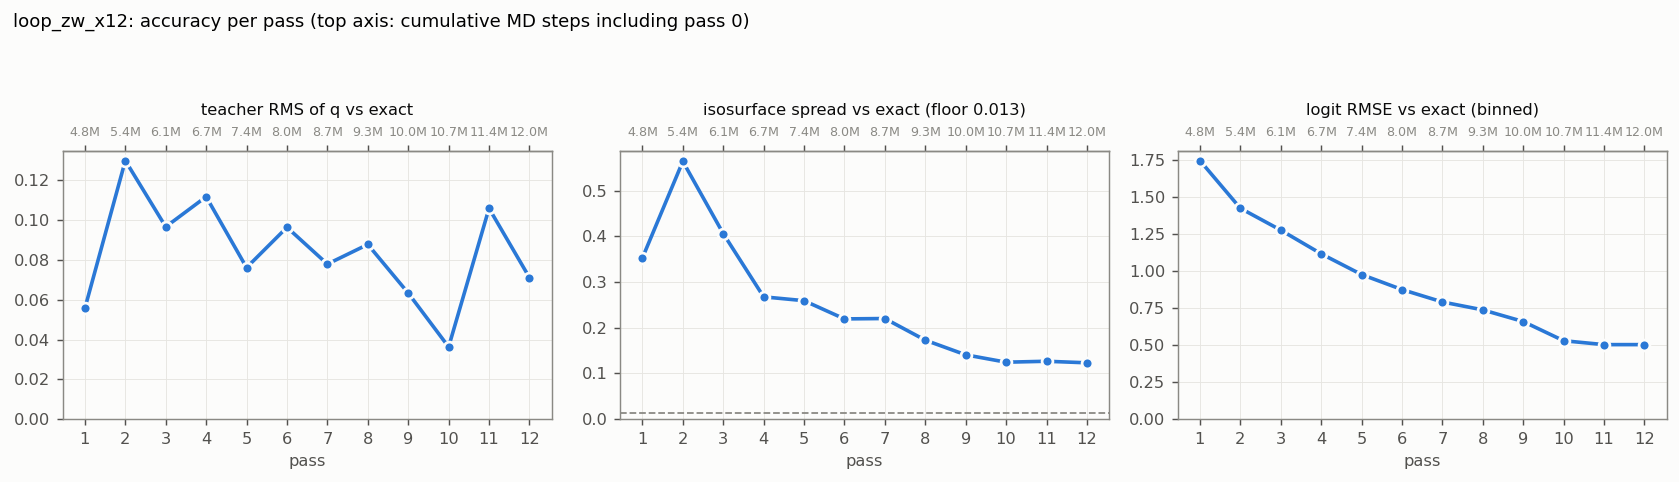 loop_zw_x12: accuracy per pass (top axis: cumulative MD steps including pass 0)
teacher RMS of q vs exact
4.8M 5.4M 6.1M 6.7M 7.4M 8.0M 8.7M 9.3M 10.0M 10.7M 11.4M 12.0M
0.12
0.10
0.08
0.06
0.04
0.02
0.00
1 2 3 4 5 6 7 8 9 10 11 12
pass
isosurface spread vs exact (floor 0.013)
4.8M 5.4M 6.1M 6.7M 7.4M 8.0M 8.7M 9.3M 10.0M 10.7M 11.4M 12.0M
0.5
0.4
0.3
0.2
0.1
0.0
1 2 3 4 5 6 7 8 9 10 11 12
pass
logit RMSE vs exact (binned)
4.8M 5.4M 6.1M 6.7M 7.4M 8.0M 8.7M 9.3M 10.0M 10.7M 11.4M 12.0M
1.75
1.50
1.25
1.00
0.75
0.50
0.25
0.00
1 2 3 4 5 6 7 8 9 10 11 12
pass